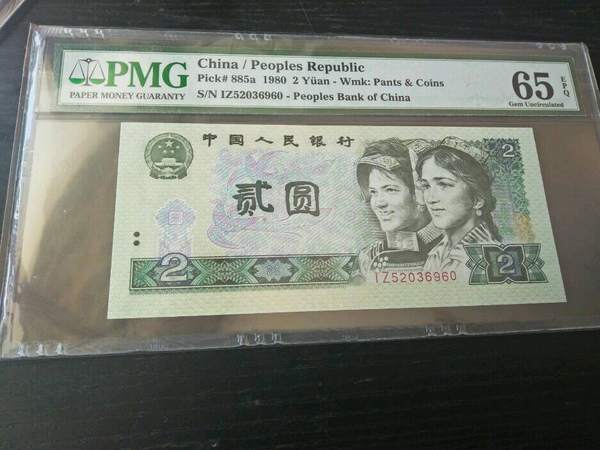 PMG
PAPER MONEY GUARANTY
China / Peoples Republic
Pick# 885a 1980 2 Yüan - Wmk: Pants & Coins
S/N IZ52036960 - Peoples Bank of China
65 EPQ
Gem Uncirculated
中国人民银行
2
贰圆
IZ52036960
2
2